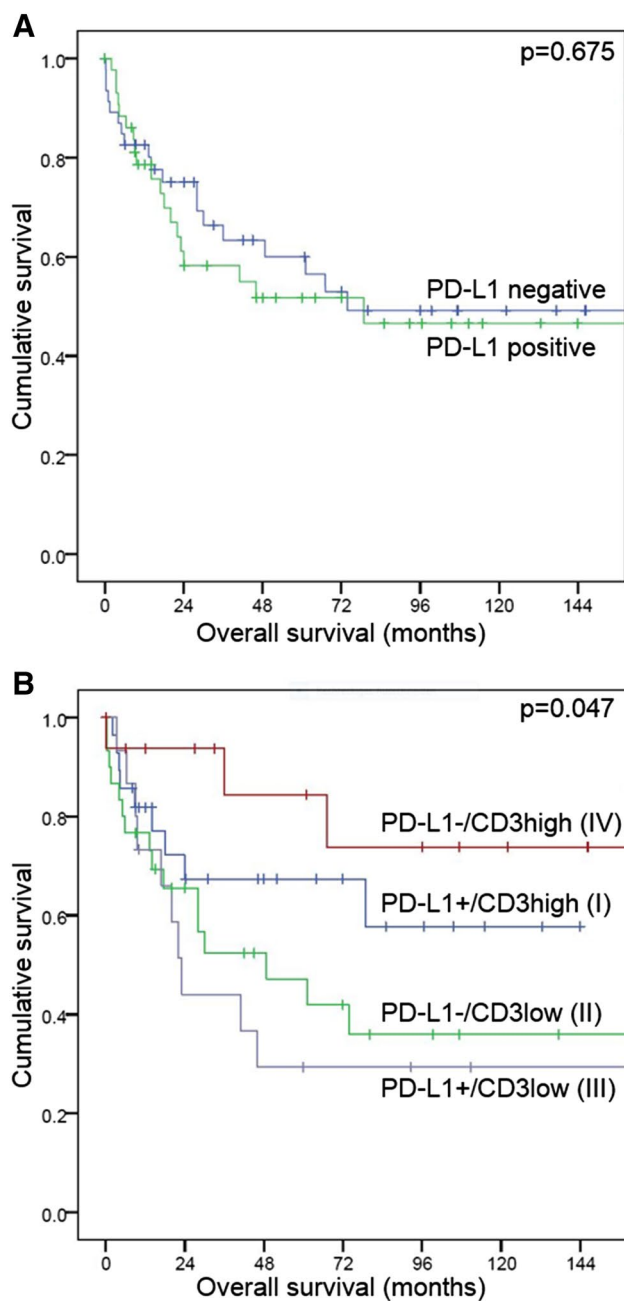 A
p=0.675
Cumulative survival
1.0
0.8
0.6
0.4
0.2
0.0
PD-L1 negative
PD-L1 positive
0 24 48 72 96 120 144
Overall survival (months)
B
p=0.047
Cumulative survival
1.0
0.8
0.6
0.4
0.2
0.0
PD-L1-/CD3high (IV)
PD-L1+/CD3high (I)
PD-L1-/CD3low (II)
PD-L1+/CD3low (III)
0 24 48 72 96 120 144
Overall survival (months)